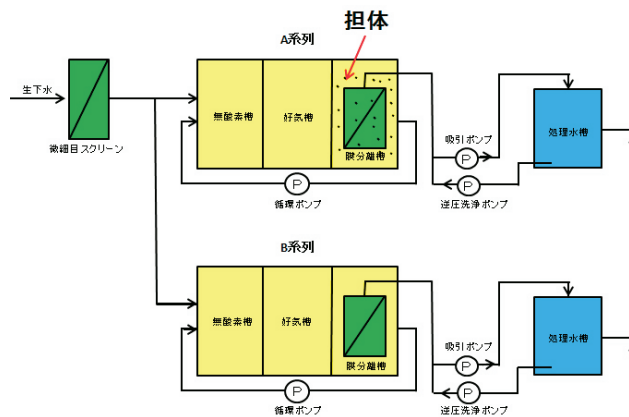 担体
A系列
生下水
微細目スクリーン
無酸素槽
好気槽
膜分離槽
循環ポンプ
P
吸引ポンプ
P
P
逆圧洗浄ポンプ
処理水槽
B系列
無酸素槽
好気槽
膜分離槽
循環ポンプ
P
吸引ポンプ
P
P
逆圧洗浄ポンプ
処理水槽